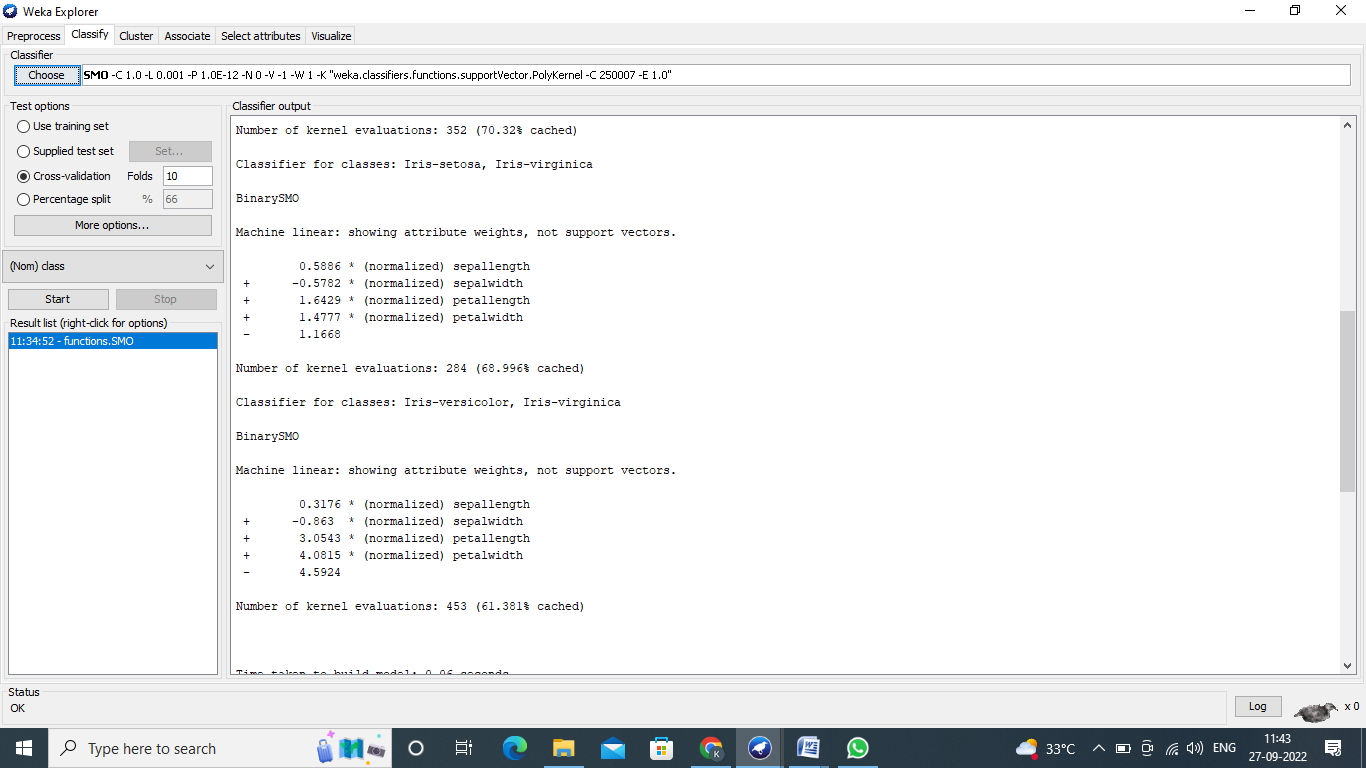 Weka Explorer
Preprocess Classify Cluster Associate Select attributes Visualize
Classifier
Choose SMO -C 1.0 -L 0.001 -P 1.0E-12 -N 0 -V -1 -W 1 -K "weka.classifiers.functions.supportVector.PolyKernel -C 250007 -E 1.0"
Test options
Use training set
Supplied test set Set...
Cross-validation Folds 10
Percentage split % 66
More options...
(Nom) class
Start Stop
Result list (right-click for options)
11:34:52 - functions.SMO
Classifier output
Number of kernel evaluations: 352 (70.32% cached)
Classifier for classes: Iris-setosa, Iris-virginica
BinarySMO
Machine linear: showing attribute weights, not support vectors.
0.5886 * (normalized) sepallength
+ -0.5782 * (normalized) sepalwidth
+ 1.6429 * (normalized) petallength
+ 1.4777 * (normalized) petalwidth
- 1.1668
Number of kernel evaluations: 284 (68.996% cached)
Classifier for classes: Iris-versicolor, Iris-virginica
BinarySMO
Machine linear: showing attribute weights, not support vectors.
0.3176 * (normalized) sepallength
+ -0.863 * (normalized) sepalwidth
+ 3.0543 * (normalized) petallength
+ 4.0815 * (normalized) petalwidth
- 4.5924
Number of kernel evaluations: 453 (61.381% cached)
Time taken to build model: 0.06 seconds
Status
OK
Log x 0
Type here to search
K
33°C
ENG
11:43
27-09-2022